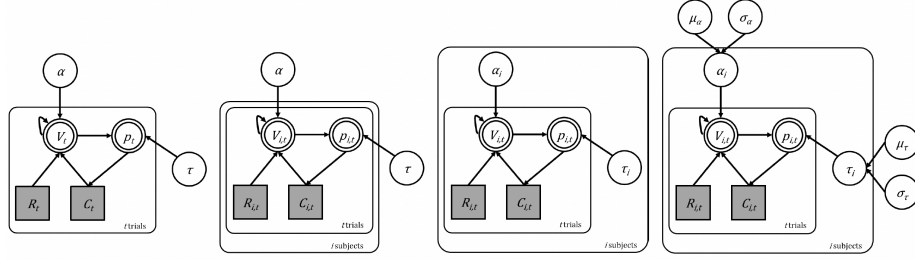 α
V_t
p_t
τ
R_t
C_t
t trials
α
V_{i,t}
p_{i,t}
τ
R_{i,t}
C_{i,t}
t trials
i subjects
α_i
V_{i,t}
p_{i,t}
τ_i
R_{i,t}
C_{i,t}
t trials
i subjects
μ_α
σ_α
α_i
V_{i,t}
p_{i,t}
μ_τ
τ_i
σ_τ
R_{i,t}
C_{i,t}
t trials
i subjects